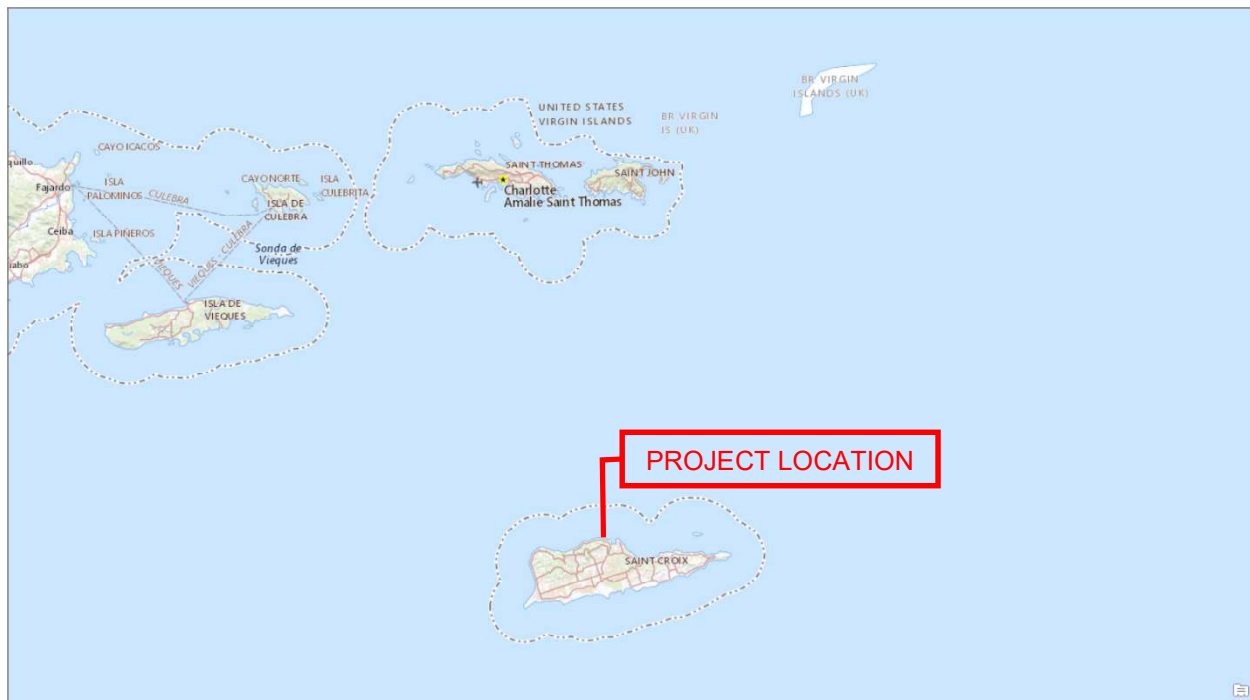 BR VIRGIN
ISLANDS (UK)
UNITED STATES
VIRGIN ISLANDS
BR VIRGIN
IS (UK)
CAYO ICACOS
quillo
Fajardo
ISLA
PALOMINOS
CULEBRA
CAYO NORTE
ISLA
CULEBRITA
ISLA DE
CULEBRA
SAINT THOMAS
SAINT JOHN
Charlotte
Amalie Saint Thomas
Ceiba
ISLA PIÑEROS
Sonda de
Vieques
VIEQUES
VIEQUES - CULEBRA
ISLA DE
VIEQUES
PROJECT LOCATION
SAINT CROIX